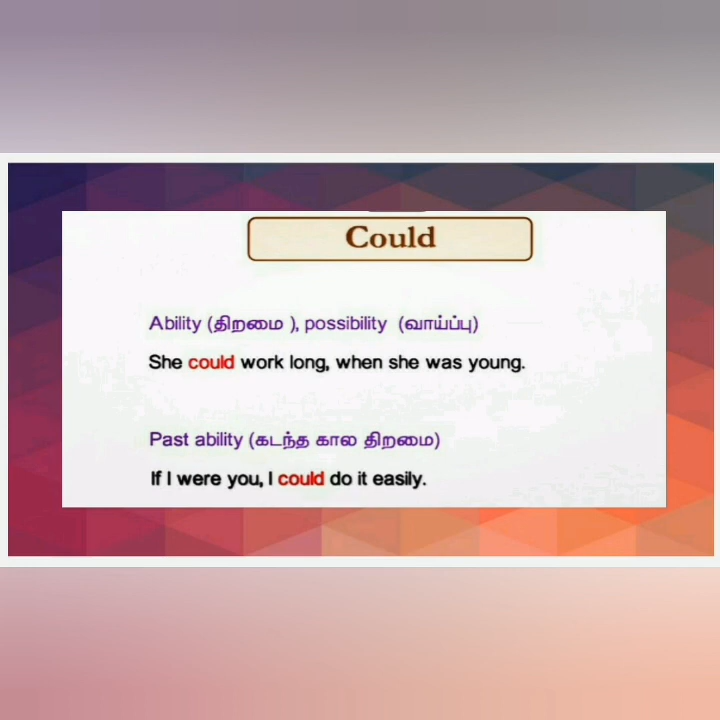 Could
Ability (திறமை ), possibility (வாய்ப்பு)
She could work long, when she was young.
Past ability (கடந்த கால திறமை)
If I were you, I could do it easily.